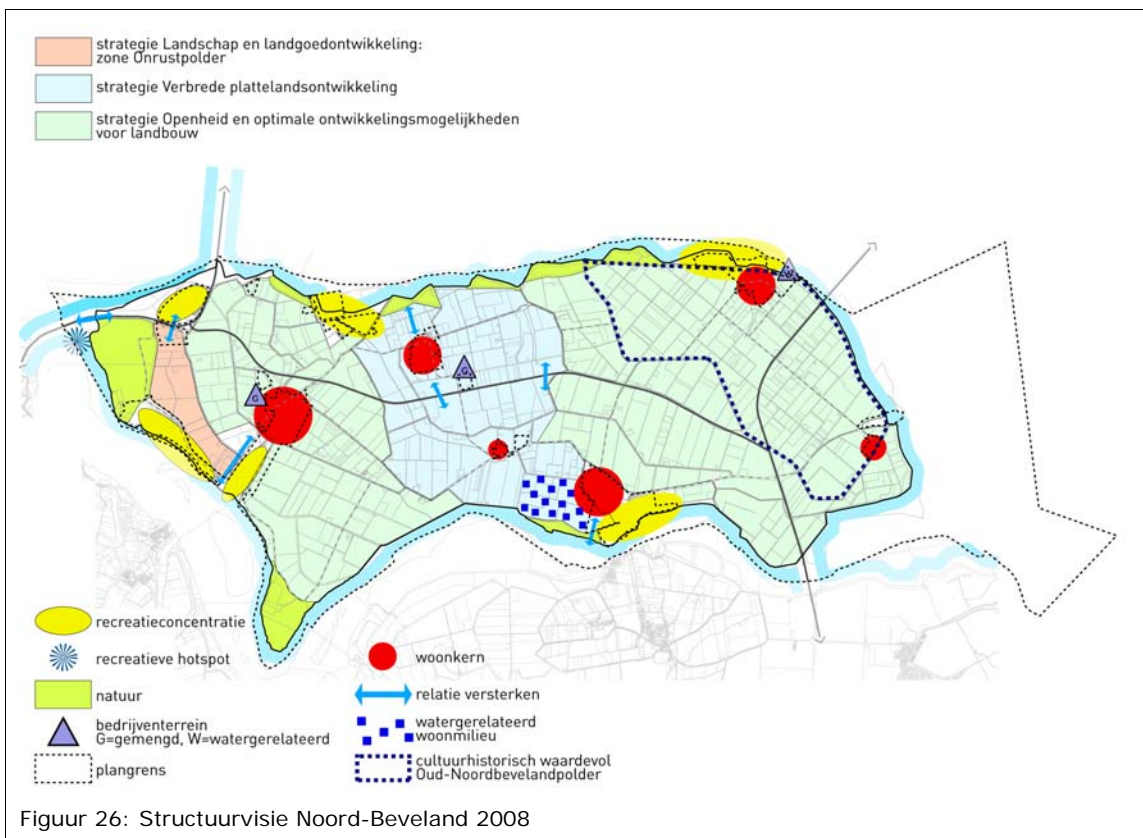 strategie Landschap en landgoedontwikkeling:
zone Onrustpolder
strategie Verbrede plattelandsontwikkeling
strategie Openheid en optimale ontwikkelingsmogelijkheden
voor landbouw
G
G
G
recreatieconcentratie
recreatieve hotspot
natuur
bedrijventerrein
G=gemengd, W=watergerelateerd
plangrens
woonkern
relatie versterken
watergerelateerd
woonmilieu
cultuurhistorisch waardevol
Oud-Noordbevelandpolder
Figuur 26: Structuurvisie Noord-Beveland 2008